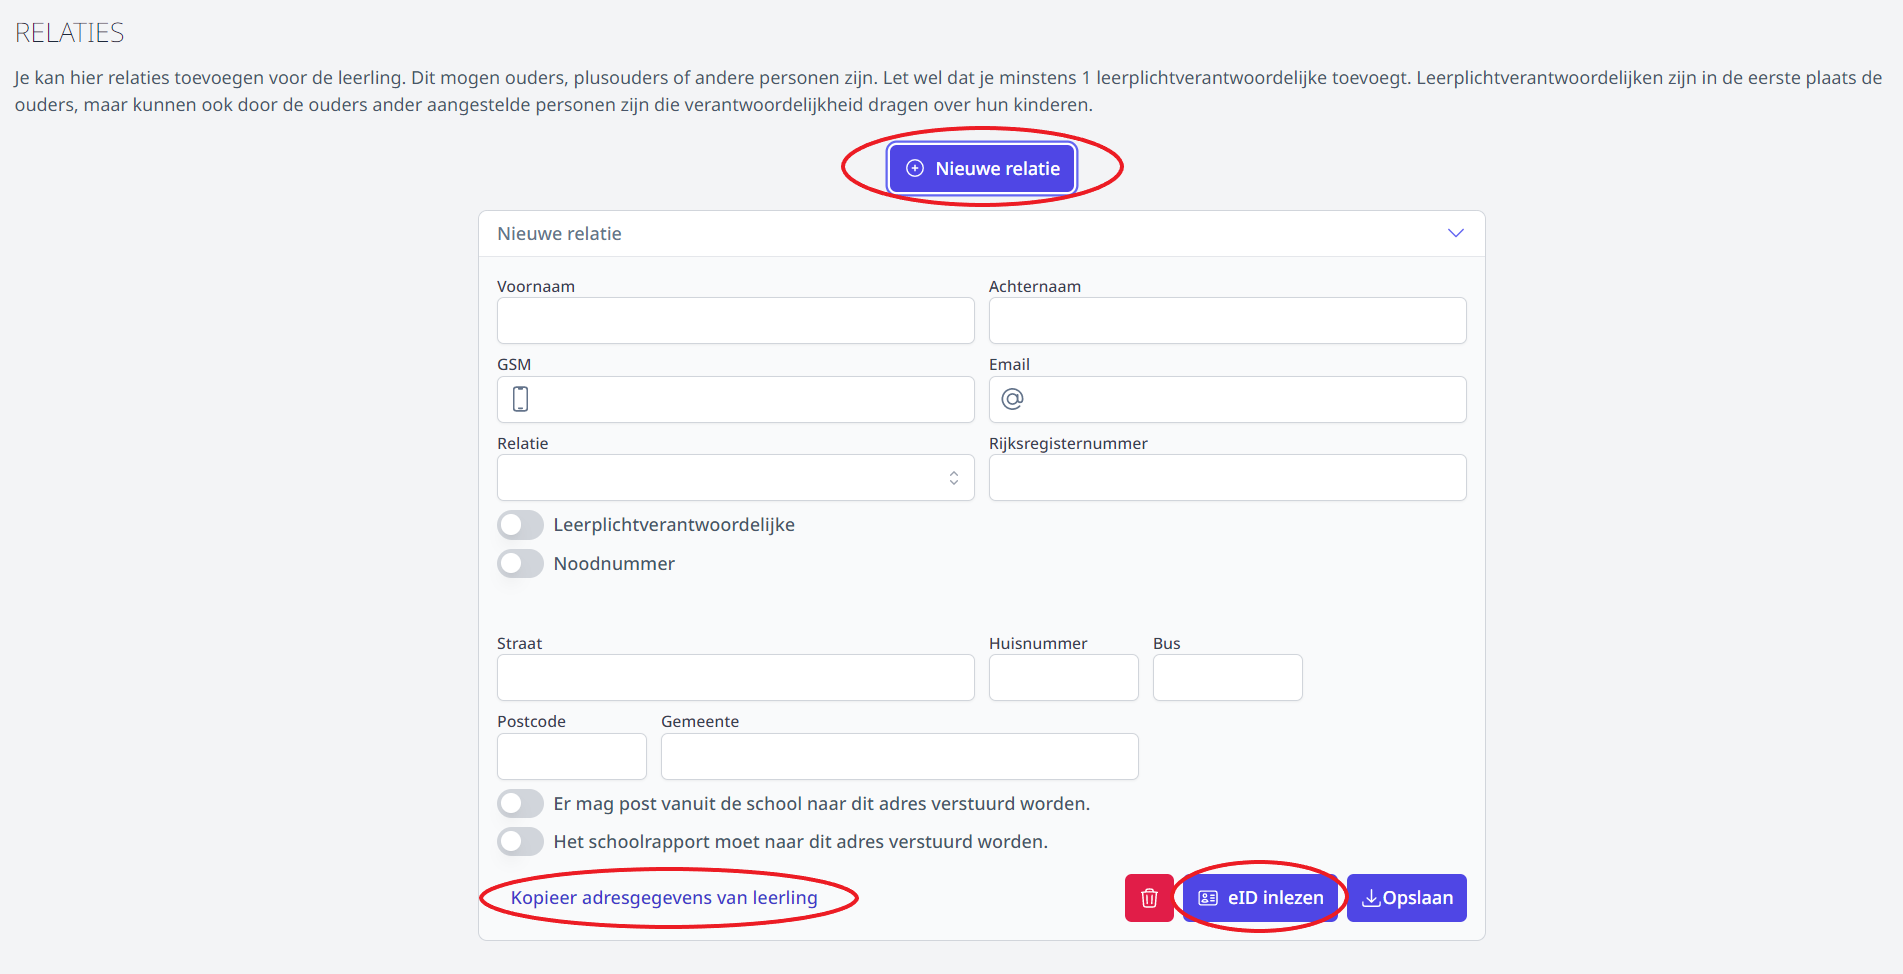 RELATIES
Je kan hier relaties toevoegen voor de leerling. Dit mogen ouders, plusouders of andere personen zijn. Let wel dat je minstens 1 leerplichtverantwoordelijke toevoegt. Leerplichtverantwoordelijken zijn in de eerste plaats de
ouders, maar kunnen ook door de ouders ander aangestelde personen zijn die verantwoordelijkheid dragen over hun kinderen.
Nieuwe relatie
Nieuwe relatie
Voornaam Achternaam
GSM Email
Relatie Rijksregisternummer
Leerplichtverantwoordelijke
Noodnummer
Straat Huisnummer Bus
Postcode Gemeente
Er mag post vanuit de school naar dit adres verstuurd worden.
Het schoolrapport moet naar dit adres verstuurd worden.
Kopieer adresgegevens van leerling eID inlezen Opslaan